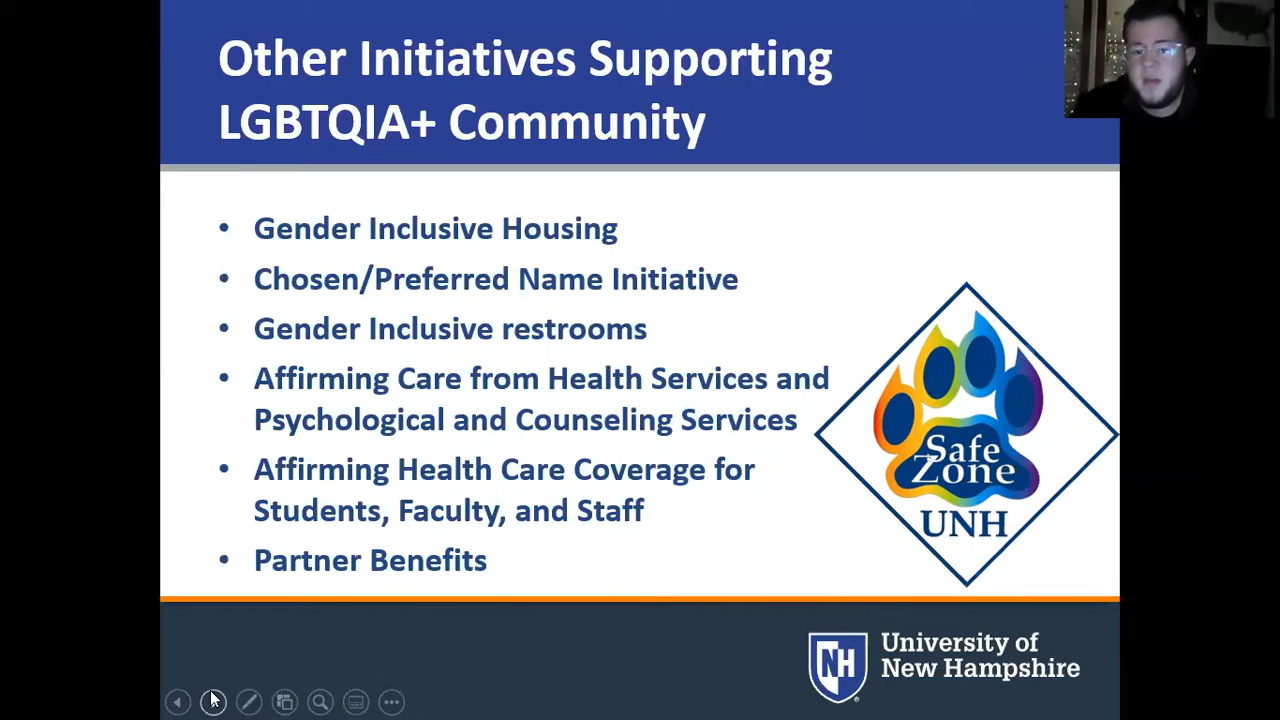 Other Initiatives Supporting
LGBTQIA+ Community
• Gender Inclusive Housing
• Chosen/Preferred Name Initiative
• Gender Inclusive restrooms
• Affirming Care from Health Services and
Psychological and Counseling Services
• Affirming Health Care Coverage for
Students, Faculty, and Staff
• Partner Benefits
Safe
Zone
UNH
NH
University of
New Hampshire